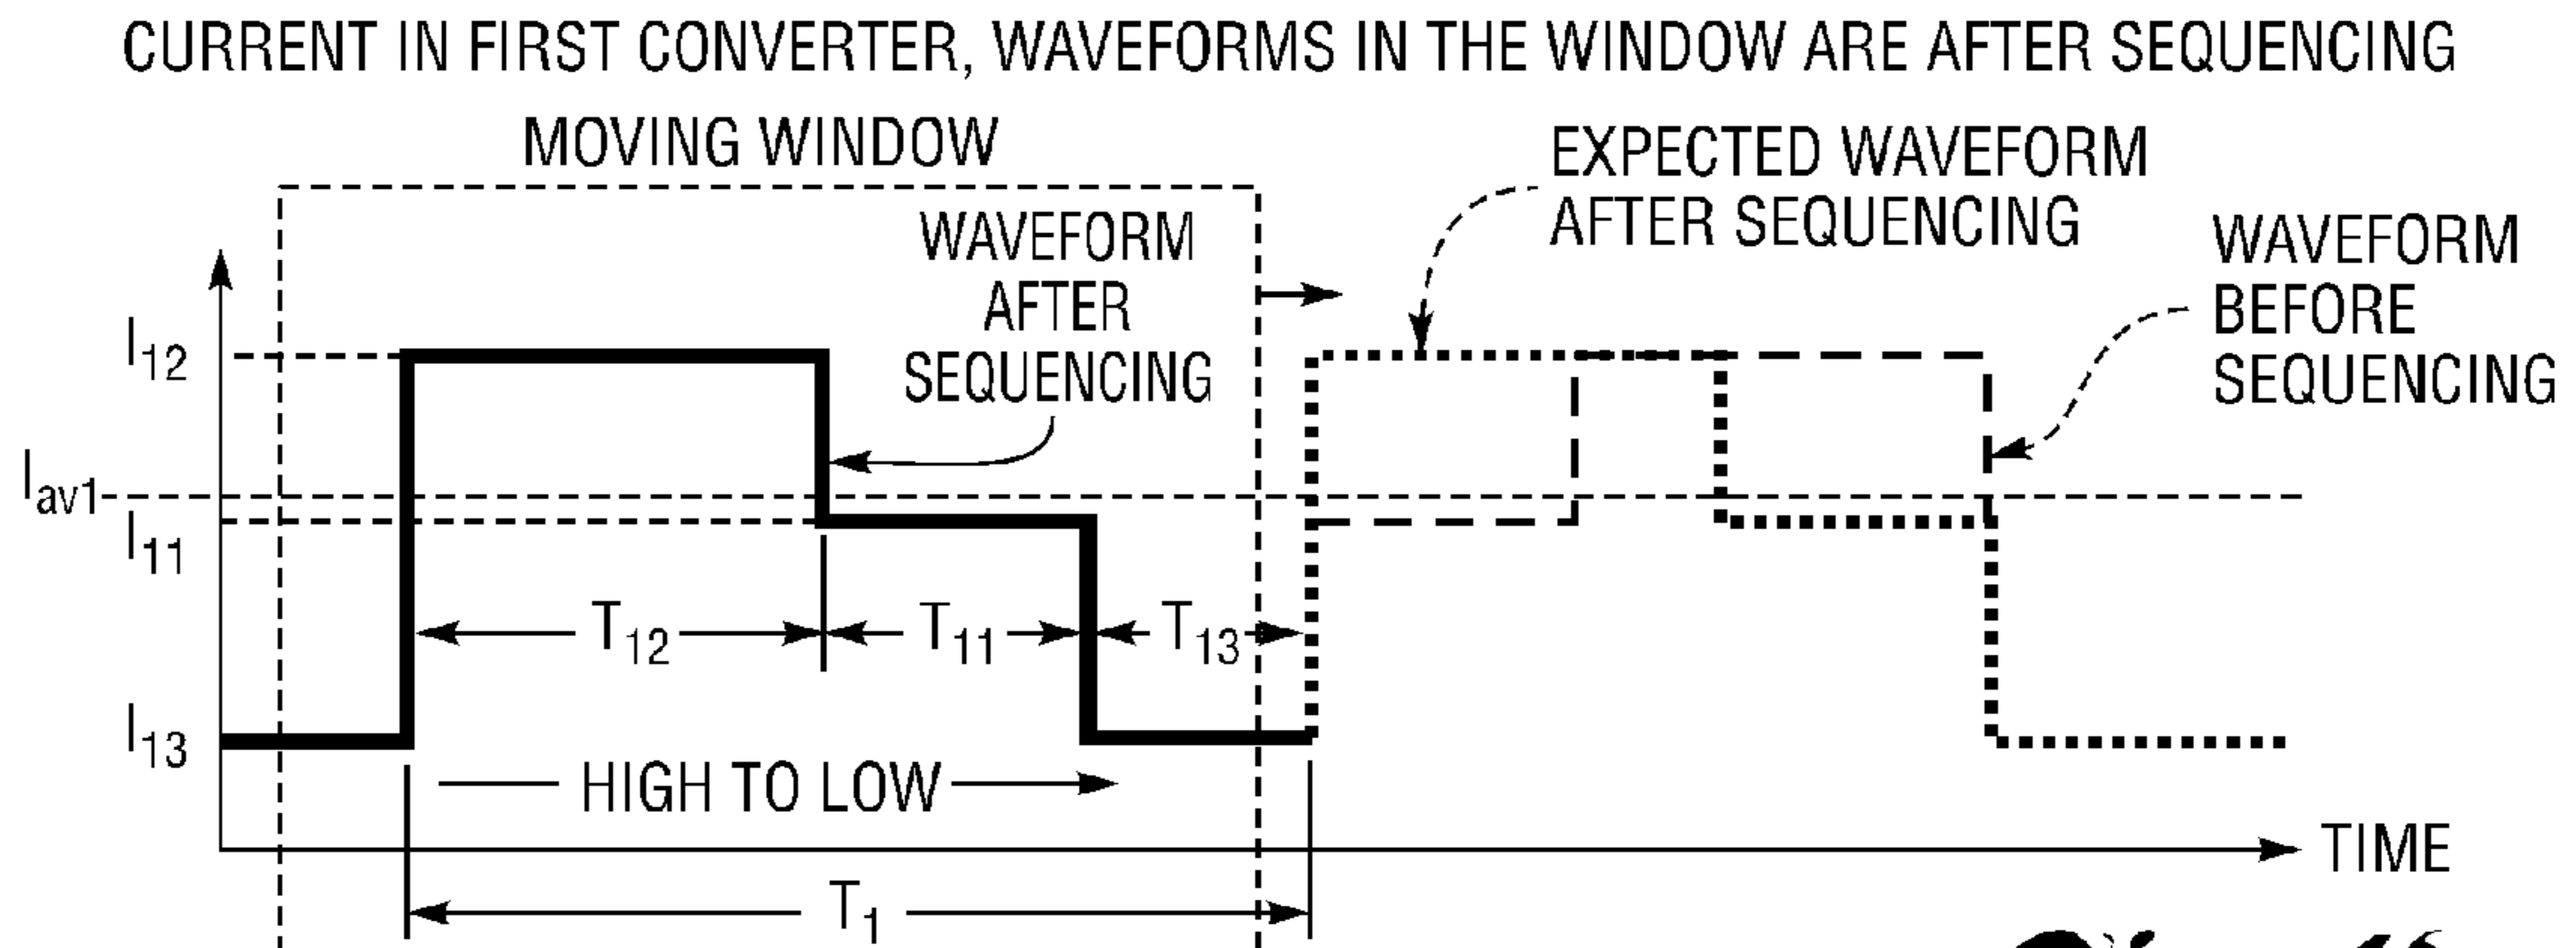 CURRENT IN FIRST CONVERTER, WAVEFORMS IN THE WINDOW ARE AFTER SEQUENCING
MOVING WINDOW
EXPECTED WAVEFORM
AFTER SEQUENCING
WAVEFORM
AFTER
SEQUENCING
WAVEFORM
BEFORE
SEQUENCING
I12
Iav1
I11
T12
T11
T13
I13
HIGH TO LOW
TIME
T1